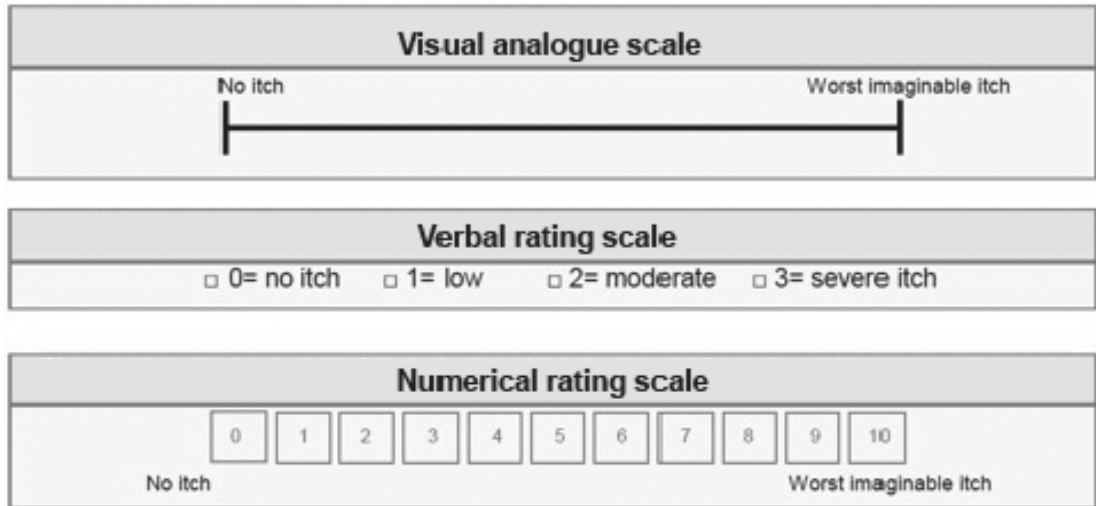 Visual analogue scale
No itch Worst imaginable itch
Verbal rating scale
□ 0= no itch □ 1= low □ 2= moderate □ 3= severe itch
Numerical rating scale
0 1 2 3 4 5 6 7 8 9 10
No itch Worst imaginable itch